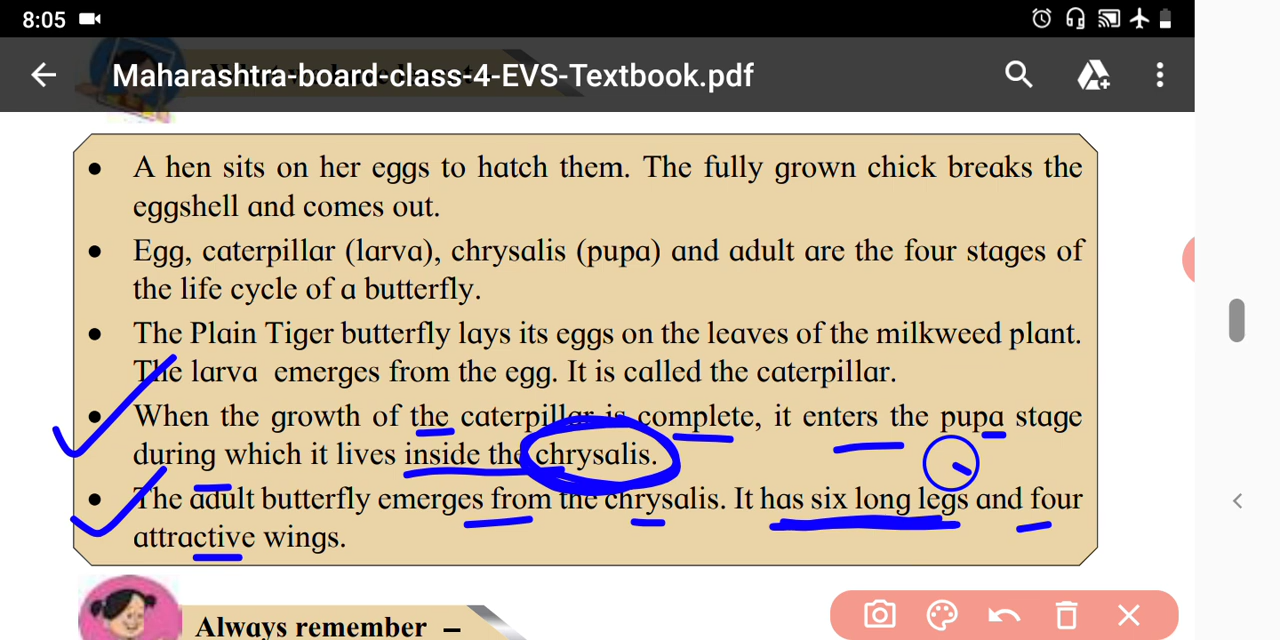 8:05
Maharashtra-board-class-4-EVS-Textbook.pdf
• A hen sits on her eggs to hatch them. The fully grown chick breaks the
eggshell and comes out.
• Egg, caterpillar (larva), chrysalis (pupa) and adult are the four stages of
the life cycle of a butterfly.
• The Plain Tiger butterfly lays its eggs on the leaves of the milkweed plant.
The larva emerges from the egg. It is called the caterpillar.
• When the growth of the caterpillar is complete, it enters the pupa stage
during which it lives inside the chrysalis.
• The adult butterfly emerges from the chrysalis. It has six long legs and four
attractive wings.
Always remember –